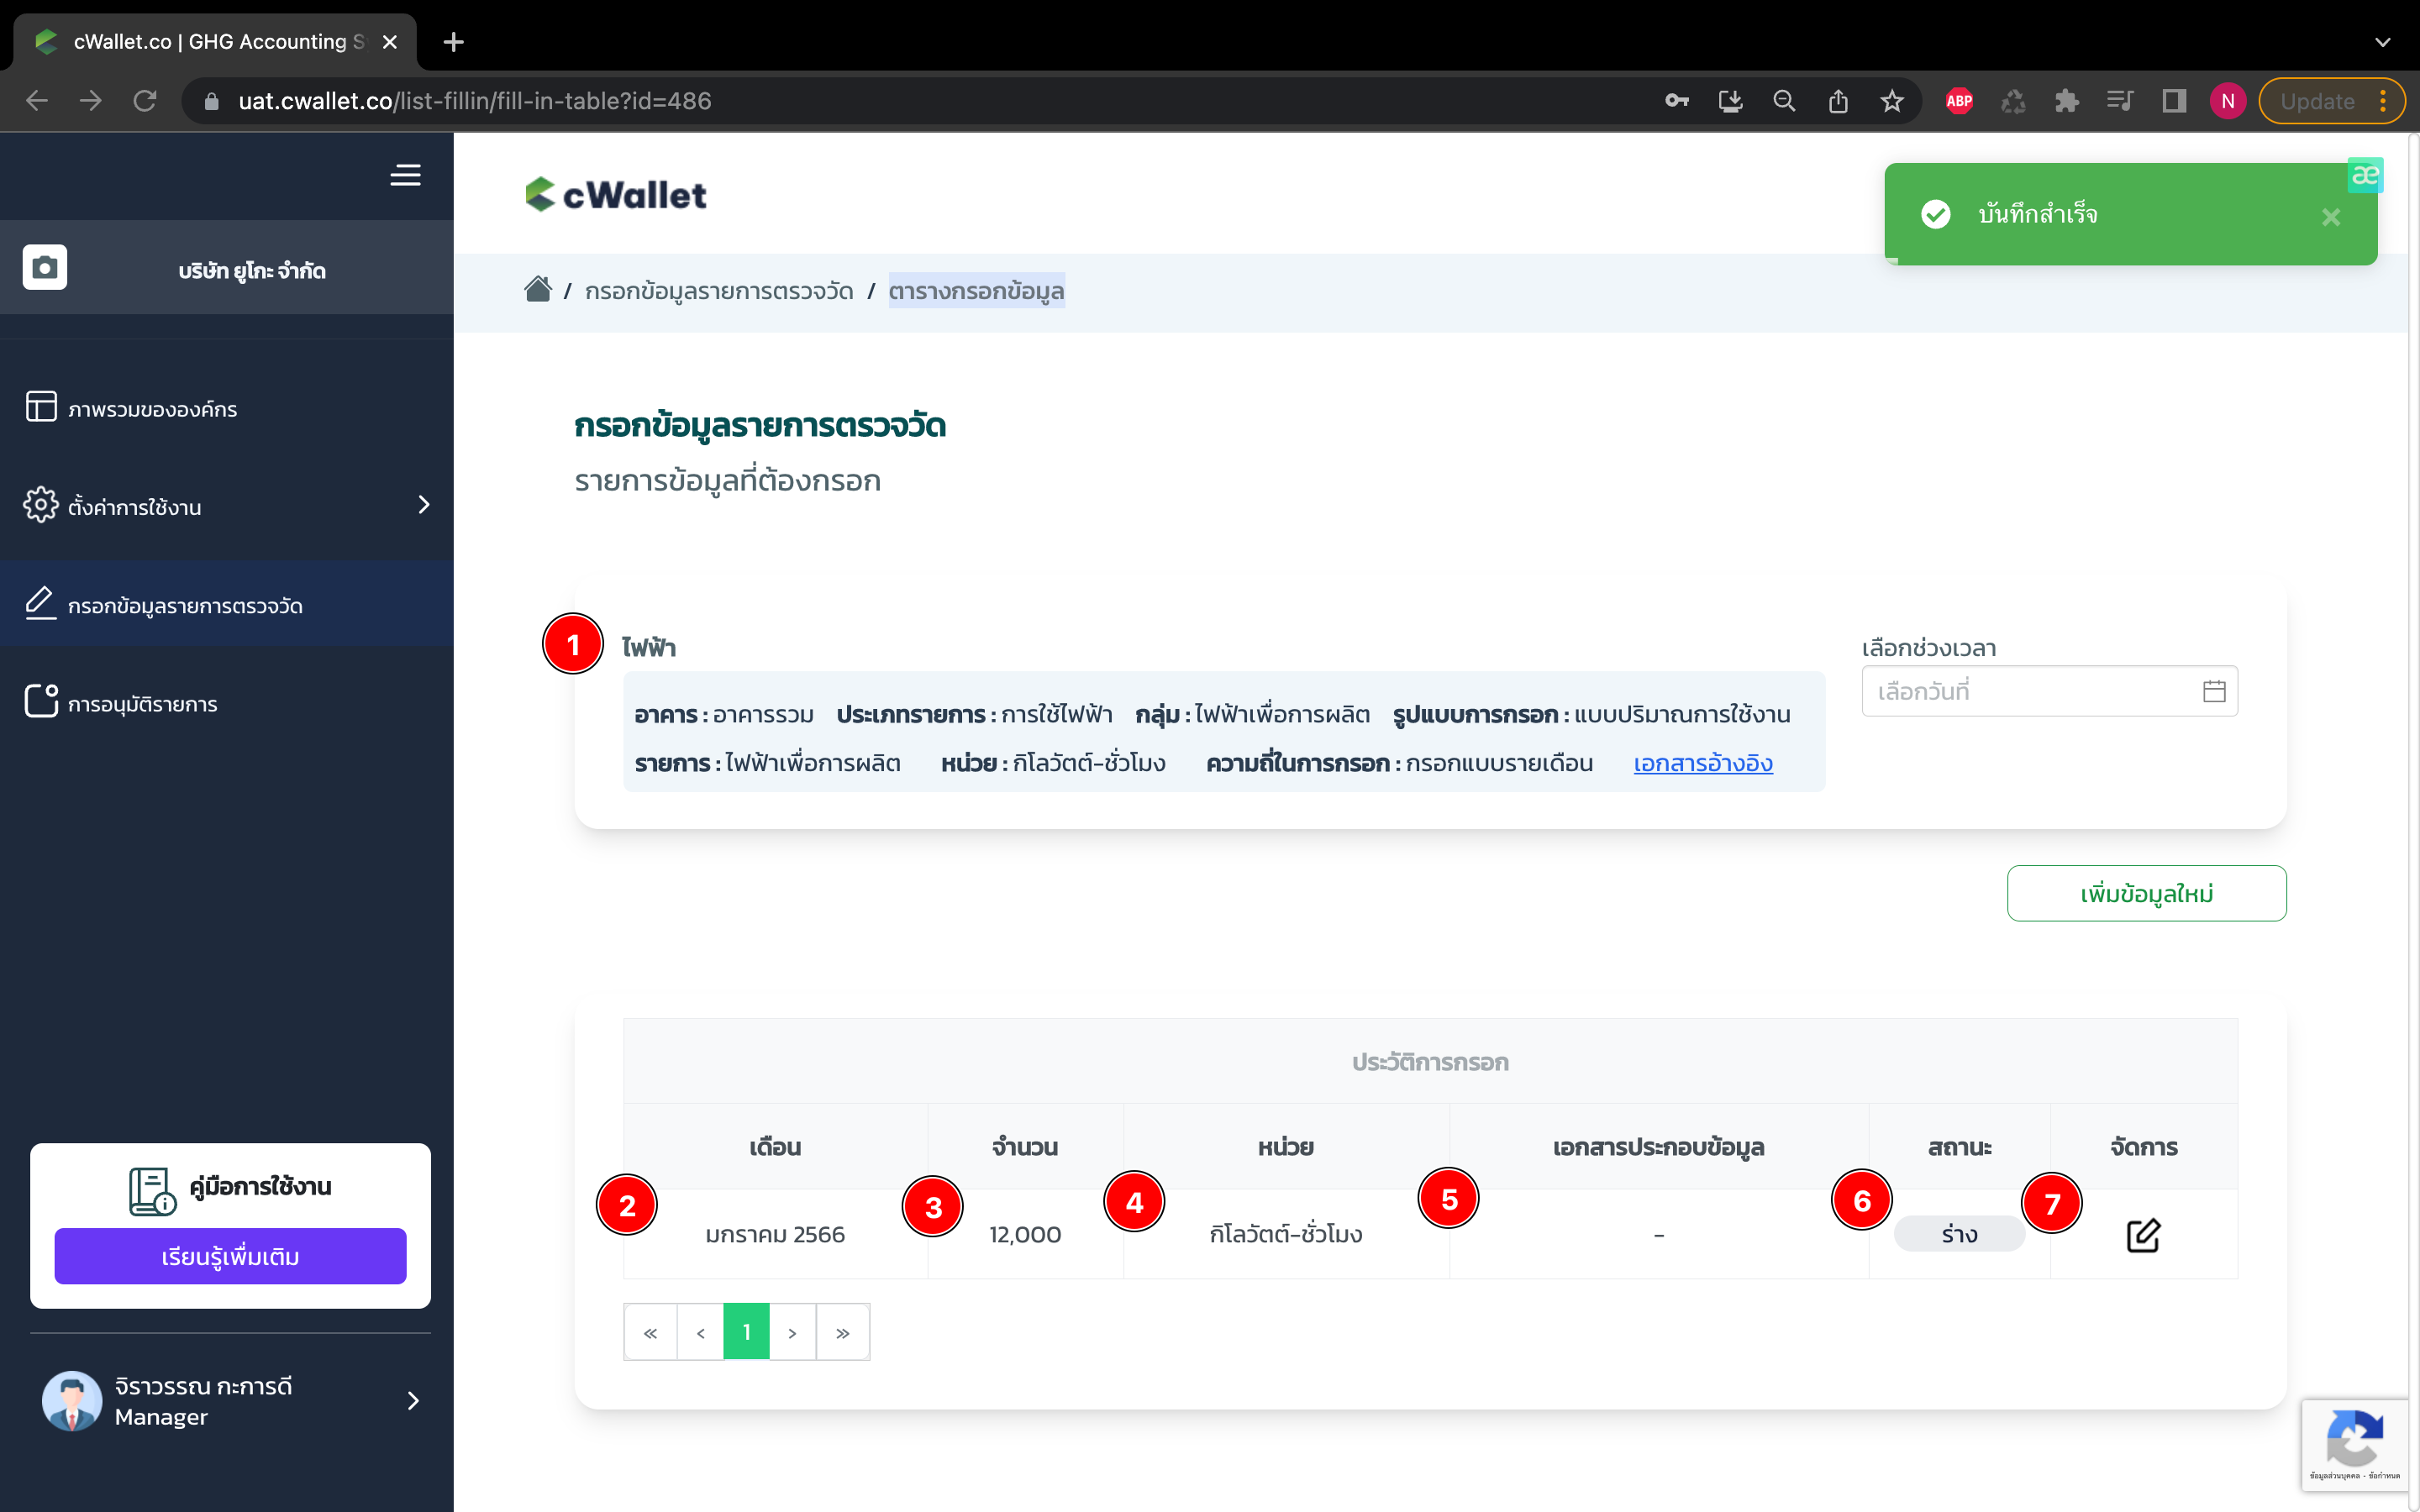 cWallet.co | GHG Accounting S
uat.cwallet.co/list-fillin/fill-in-table?id=486
ABP
N
Update
บริษัท ยูโกะ จำกัด
ภาพรวมขององค์กร
ตั้งค่าการใช้งาน
กรอกข้อมูลรายการตรวจวัด
การอนุมัติรายการ
คู่มือการใช้งาน
เรียนรู้เพิ่มเติม
จิราวรรณ กะการดี
Manager
cWallet
æ
บันทึกสำเร็จ
/ กรอกข้อมูลรายการตรวจวัด / ตารางกรอกข้อมูล
กรอกข้อมูลรายการตรวจวัด
รายการข้อมูลที่ต้องกรอก
1 ไฟฟ้า
อาคาร : อาคารรวม ประเภทรายการ : การใช้ไฟฟ้า กลุ่ม : ไฟฟ้าเพื่อการผลิต รูปแบบการกรอก : แบบปริมาณการใช้งาน
รายการ : ไฟฟ้าเพื่อการผลิต หน่วย : กิโลวัตต์-ชั่วโมง ความถี่ในการกรอก : กรอกแบบรายเดือน เอกสารอ้างอิง
เลือกช่วงเวลา
เลือกวันที่
เพิ่มข้อมูลใหม่
ประวัติการกรอก
เดือน จำนวน หน่วย เอกสารประกอบข้อมูล สถานะ จัดการ
2 3 4 5 6 7
มกราคม 2566 12,000 กิโลวัตต์-ชั่วโมง - ร่าง
« ‹ 1 › »
ข้อมูลส่วนบุคคล - ข้อกำหนด